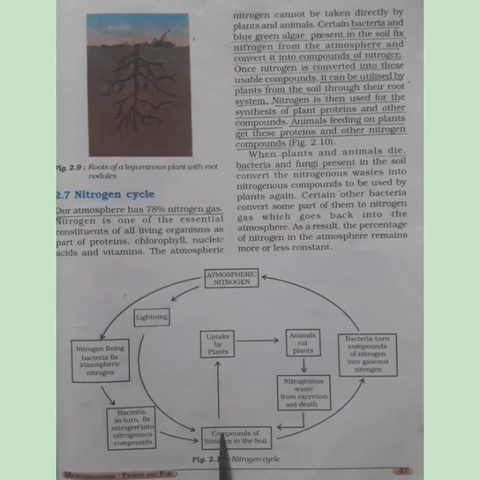 Fig. 2.9 : Roots of a leguminous plant with root
nodules
2.7 Nitrogen cycle
Our atmosphere has 78% nitrogen gas.
Nitrogen is one of the essential
constituents of all living organisms as
part of proteins, chlorophyll, nucleic
acids and vitamins. The atmospheric
nitrogen cannot be taken directly by
plants and animals. Certain bacteria and
blue green algae present in the soil fix
nitrogen from the atmosphere and
convert it into compounds of nitrogen.
Once nitrogen is converted into these
usable compounds, it can be utilised by
plants from the soil through their root
system. Nitrogen is then used for the
synthesis of plant proteins and other
compounds. Animals feeding on plants
get these proteins and other nitrogen
compounds (Fig. 2.10).
When plants and animals die,
bacteria and fungi present in the soil
convert the nitrogenous wastes into
nitrogenous compounds to be used by
plants again. Certain other bacteria
convert some part of them to nitrogen
gas which goes back into the
atmosphere. As a result, the percentage
of nitrogen in the atmosphere remains
more or less constant.
ATMOSPHERIC
NITROGEN
Lightning
Nitrogen fixing
bacteria fix
atmospheric
nitrogen
Uptake
by
Plants
Animals
eat
plants
Bacteria turn
compounds
of nitrogen
into gaseous
nitrogen
Nitrogenous
waste
from excretion
and death
Bacteria
in turn, fix
nitrogen into
nitrogenous
compounds
Compounds of
Nitrogen in the Soil
Nitrogen cycle
MICROORGANISMS : FRIEND AND FOE